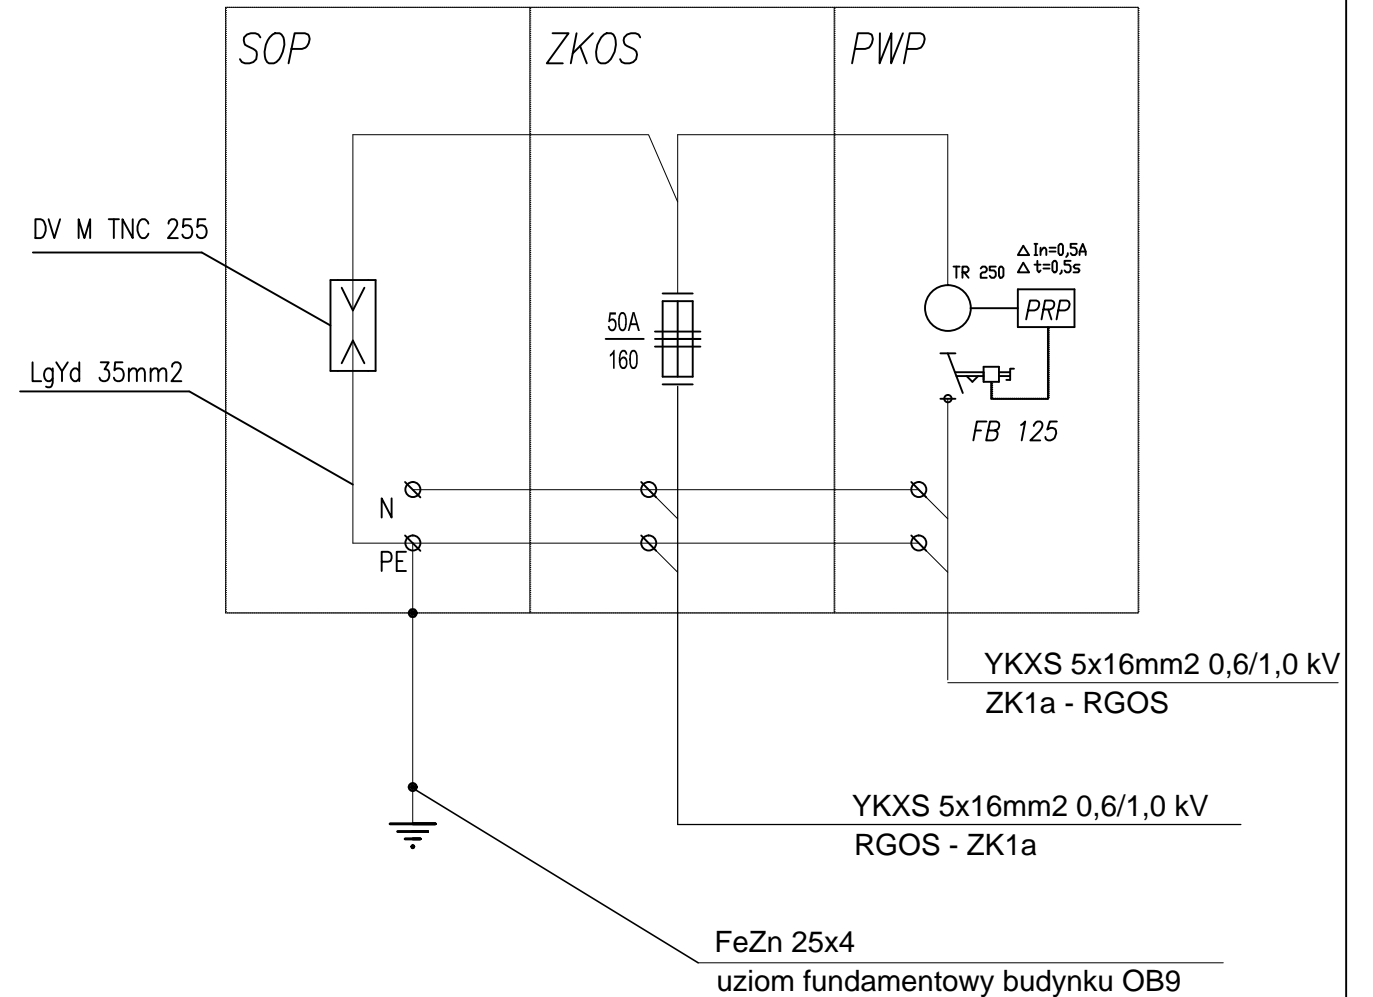 SOP
ZKOS
PWP
DV M TNC 255
∆ In=0,5A
TR 250 ∆ t=0,5s
PRP
50A
160
LgYd 35mm2
FB 125
N
PE
YKXS 5x16mm2 0,6/1,0 kV
ZK1a - RGOS
YKXS 5x16mm2 0,6/1,0 kV
RGOS - ZK1a
FeZn 25x4
uziom fundamentowy budynku OB9